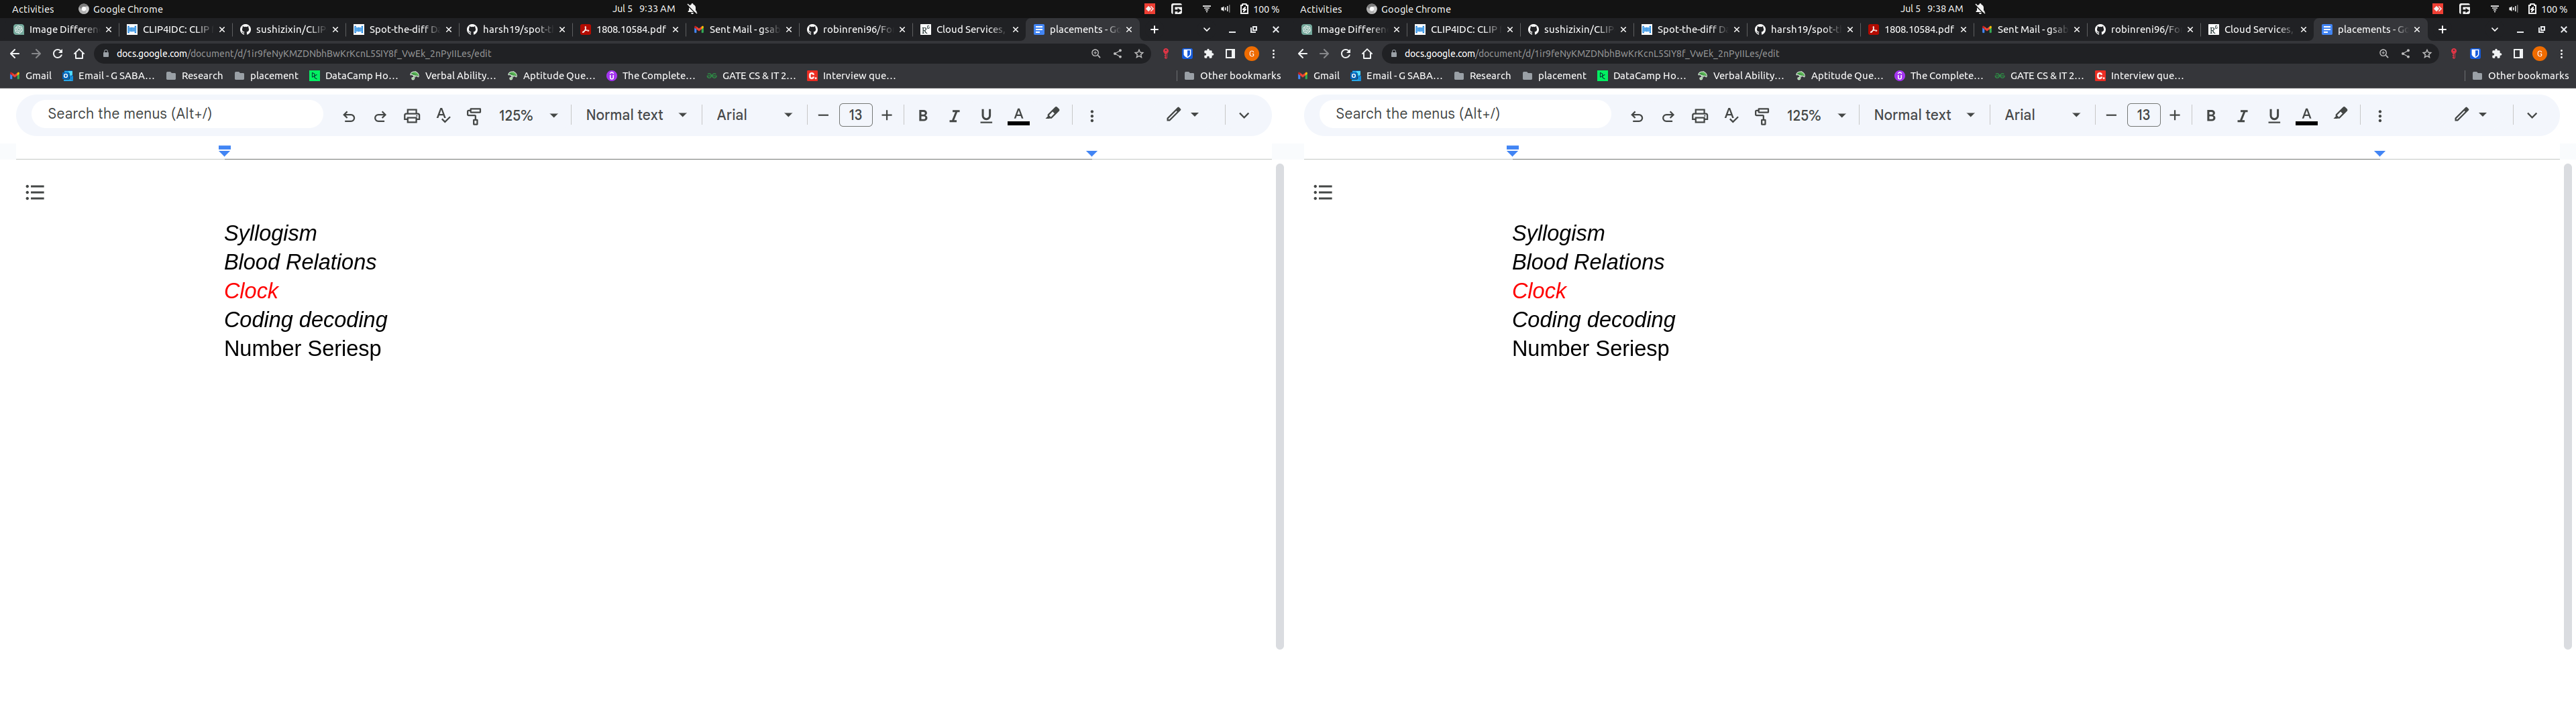 Activities Google Chrome Jul 5 9:33 AM 100 %
Image Differen CLIP4IDC: CLIP sushizixin/CLIP Spot-the-diff D harsh19/spot-t 1808.10584.pdf Sent Mail - gsab robinreni96/Fo Cloud Services, placements - Go
docs.google.com/document/d/1ir9feNyKMZDNbhBwKrKcnL5SIY8f_VwEk_2nPyIILes/edit G
Gmail Email - G SABA... Research placement DataCamp Ho... Verbal Ability... Aptitude Que... The Complete... GATE CS & IT 2... Interview que... Other bookmarks
Search the menus (Alt+/) 125% Normal text Arial 13 B I U A
Syllogism
Blood Relations
Clock
Coding decoding
Number Seriesp
Activities Google Chrome Jul 5 9:38 AM 100 %
Image Differen CLIP4IDC: CLIP sushizixin/CLIP Spot-the-diff D harsh19/spot-t 1808.10584.pdf Sent Mail - gsab robinreni96/Fo Cloud Services, placements - Go
docs.google.com/document/d/1ir9feNyKMZDNbhBwKrKcnL5SIY8f_VwEk_2nPyIILes/edit G
Gmail Email - G SABA... Research placement DataCamp Ho... Verbal Ability... Aptitude Que... The Complete... GATE CS & IT 2... Interview que... Other bookmarks
Search the menus (Alt+/) 125% Normal text Arial 13 B I U A
Syllogism
Blood Relations
Clock
Coding decoding
Number Seriesp